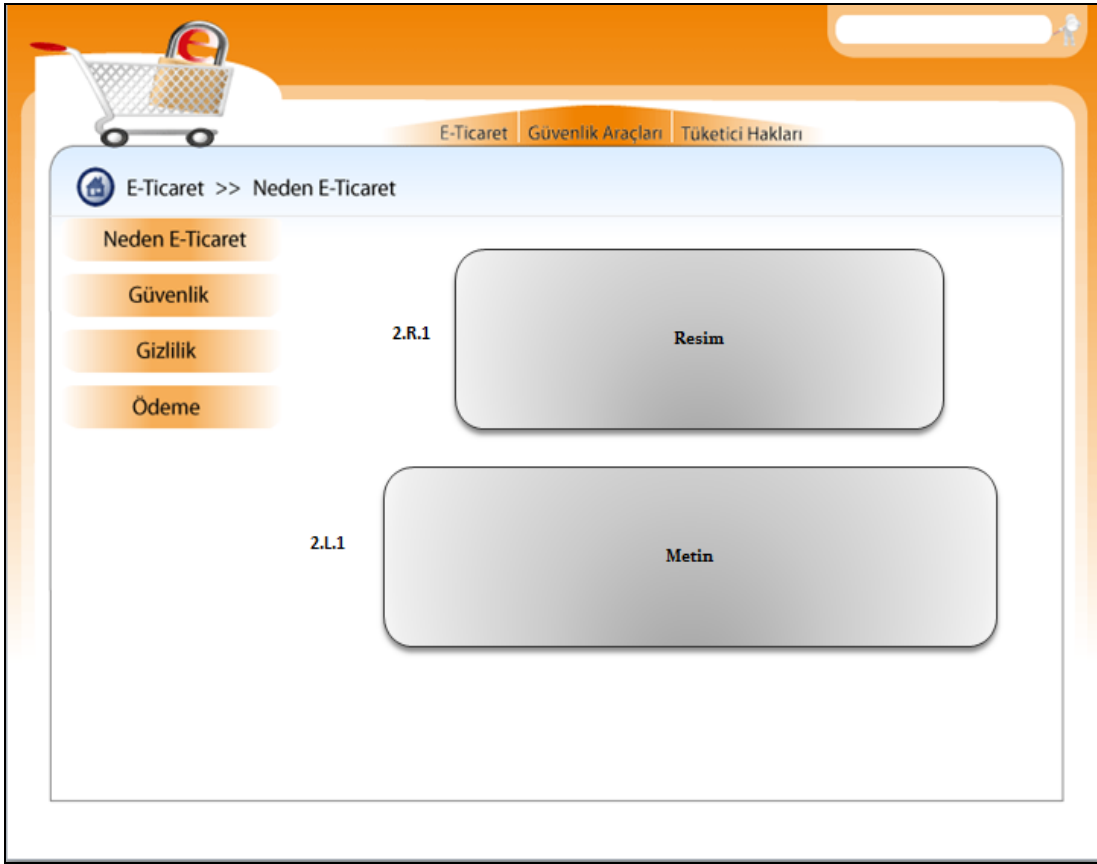 e
E-Ticaret Güvenlik Araçları Tüketici Hakları
E-Ticaret >> Neden E-Ticaret
Neden E-Ticaret
Güvenlik
Gizlilik
Ödeme
2.R.1 Resim
2.L.1 Metin